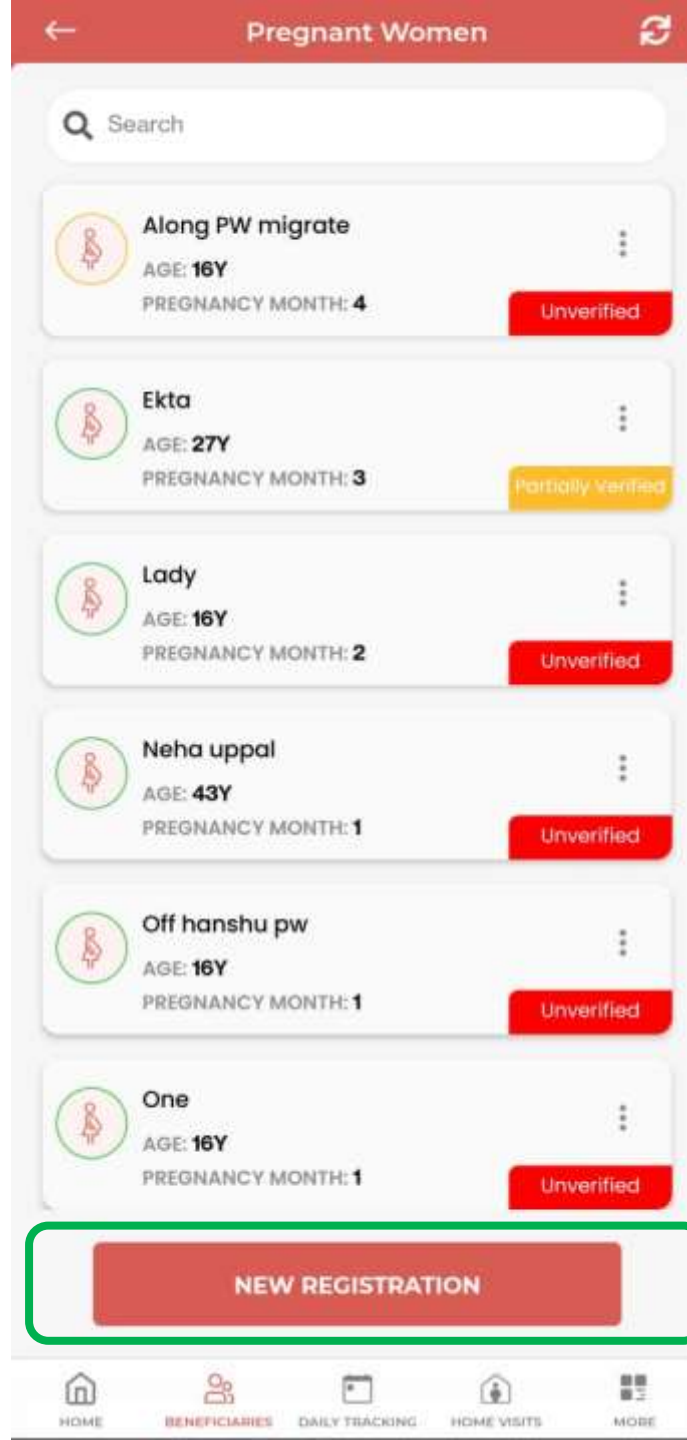 Pregnant Women
Search
Along PW migrate
AGE: 16Y
PREGNANCY MONTH: 4
Unverified
Ekta
AGE: 27Y
PREGNANCY MONTH: 3
Partially Verified
Lady
AGE: 16Y
PREGNANCY MONTH: 2
Unverified
Neha uppal
AGE: 43Y
PREGNANCY MONTH: 1
Unverified
Off hanshu pw
AGE: 16Y
PREGNANCY MONTH: 1
Unverified
One
AGE: 16Y
PREGNANCY MONTH: 1
Unverified
NEW REGISTRATION
HOME BENEFICIARIES DAILY TRACKING HOME VISITS MORE